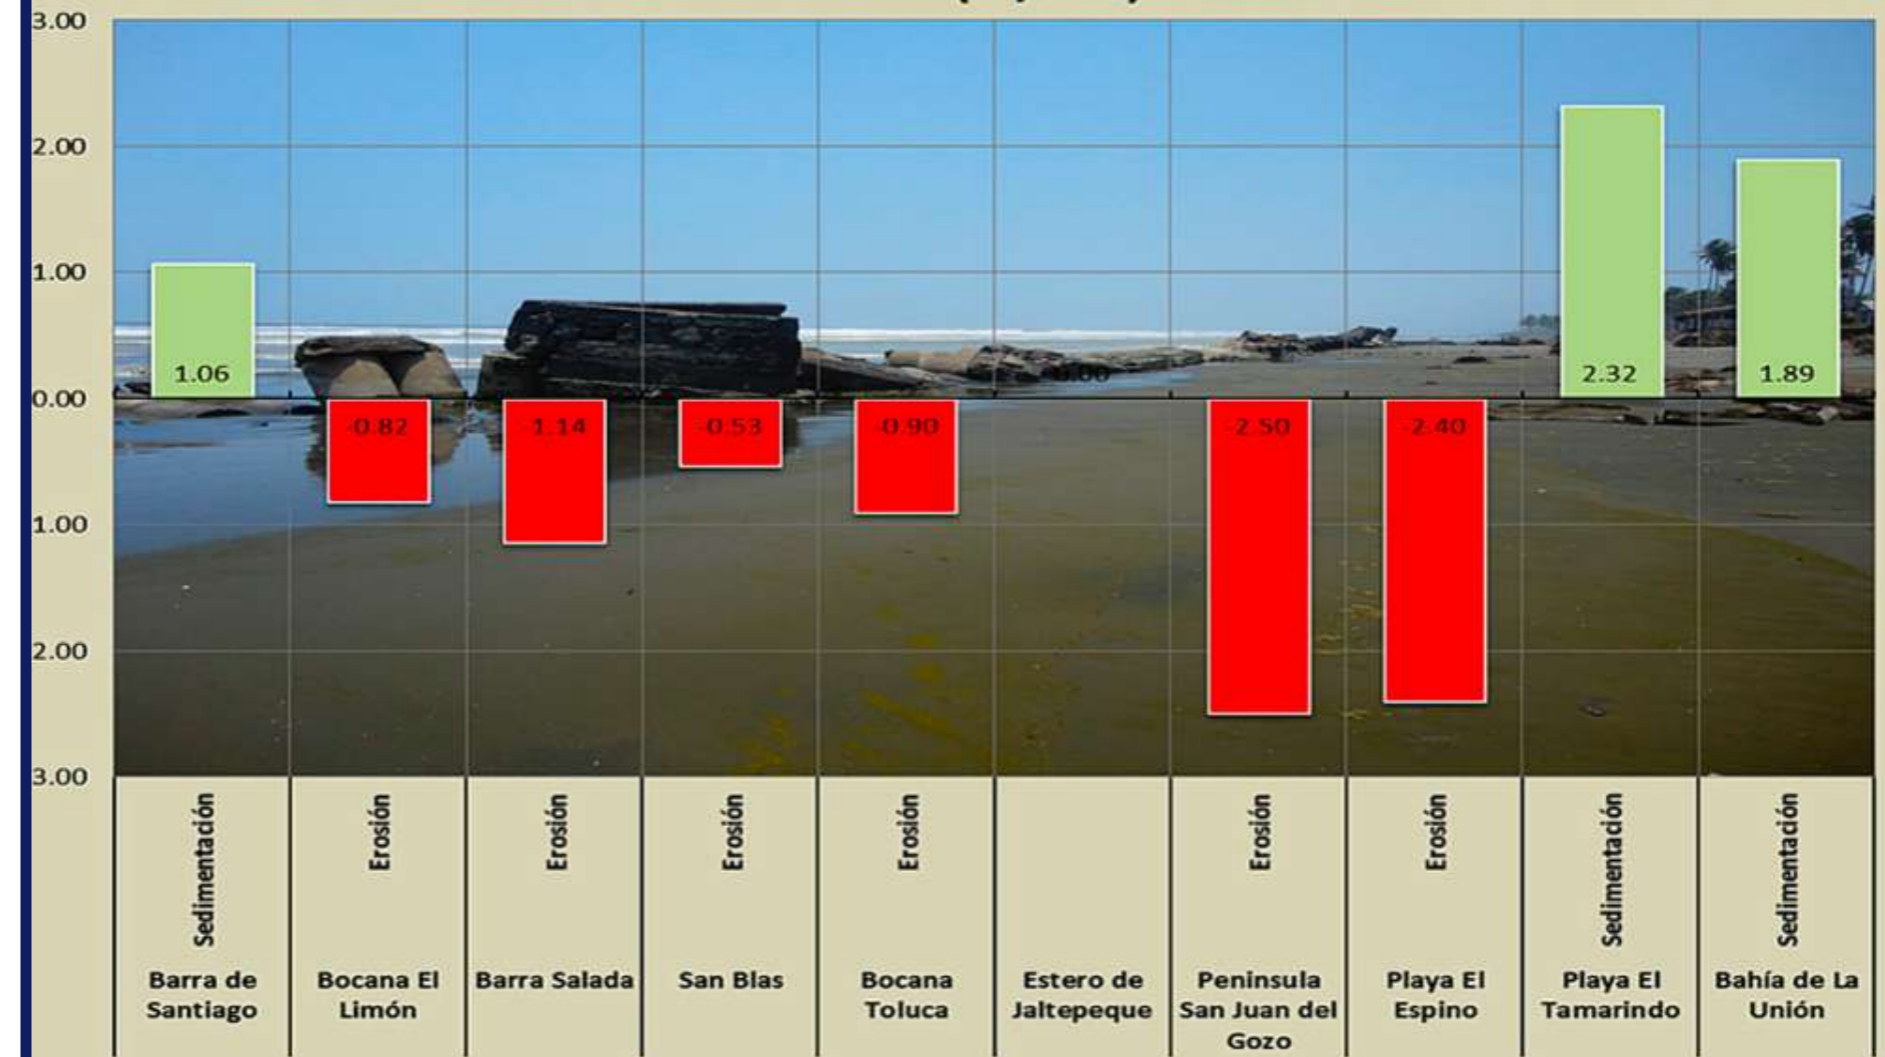 3.00
2.00
1.00
0.00
1.00
2.00
3.00
1.06
-0.82
-1.14
-0.53
-0.90
0.00
-2.50
-2.40
2.32
1.89
Sedimentación
Erosión
Erosión
Erosión
Erosión
Erosión
Erosión
Sedimentación
Sedimentación
Barra de
Santiago
Bocana El
Limón
Barra Salada
San Blas
Bocana
Toluca
Estero de
Jaltepeque
Peninsula
San Juan del
Gozo
Playa El
Espino
Playa El
Tamarindo
Bahía de La
Unión